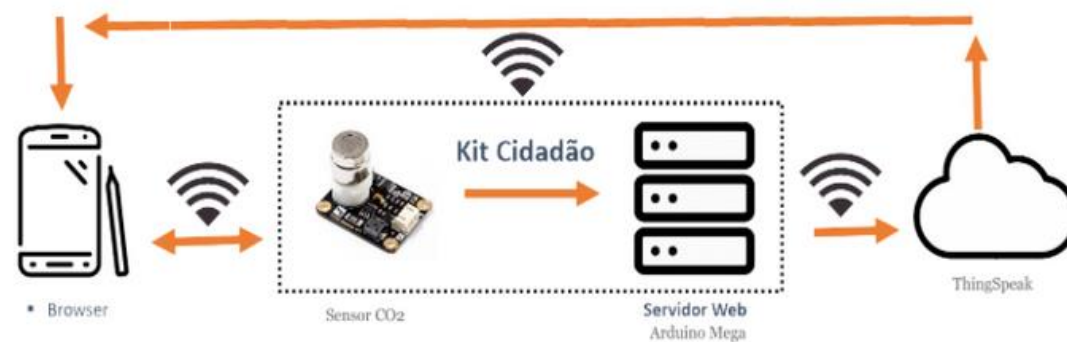 Kit Cidadão
• Browser
Sensor CO2
Servidor Web
Arduino Mega
ThingSpeak